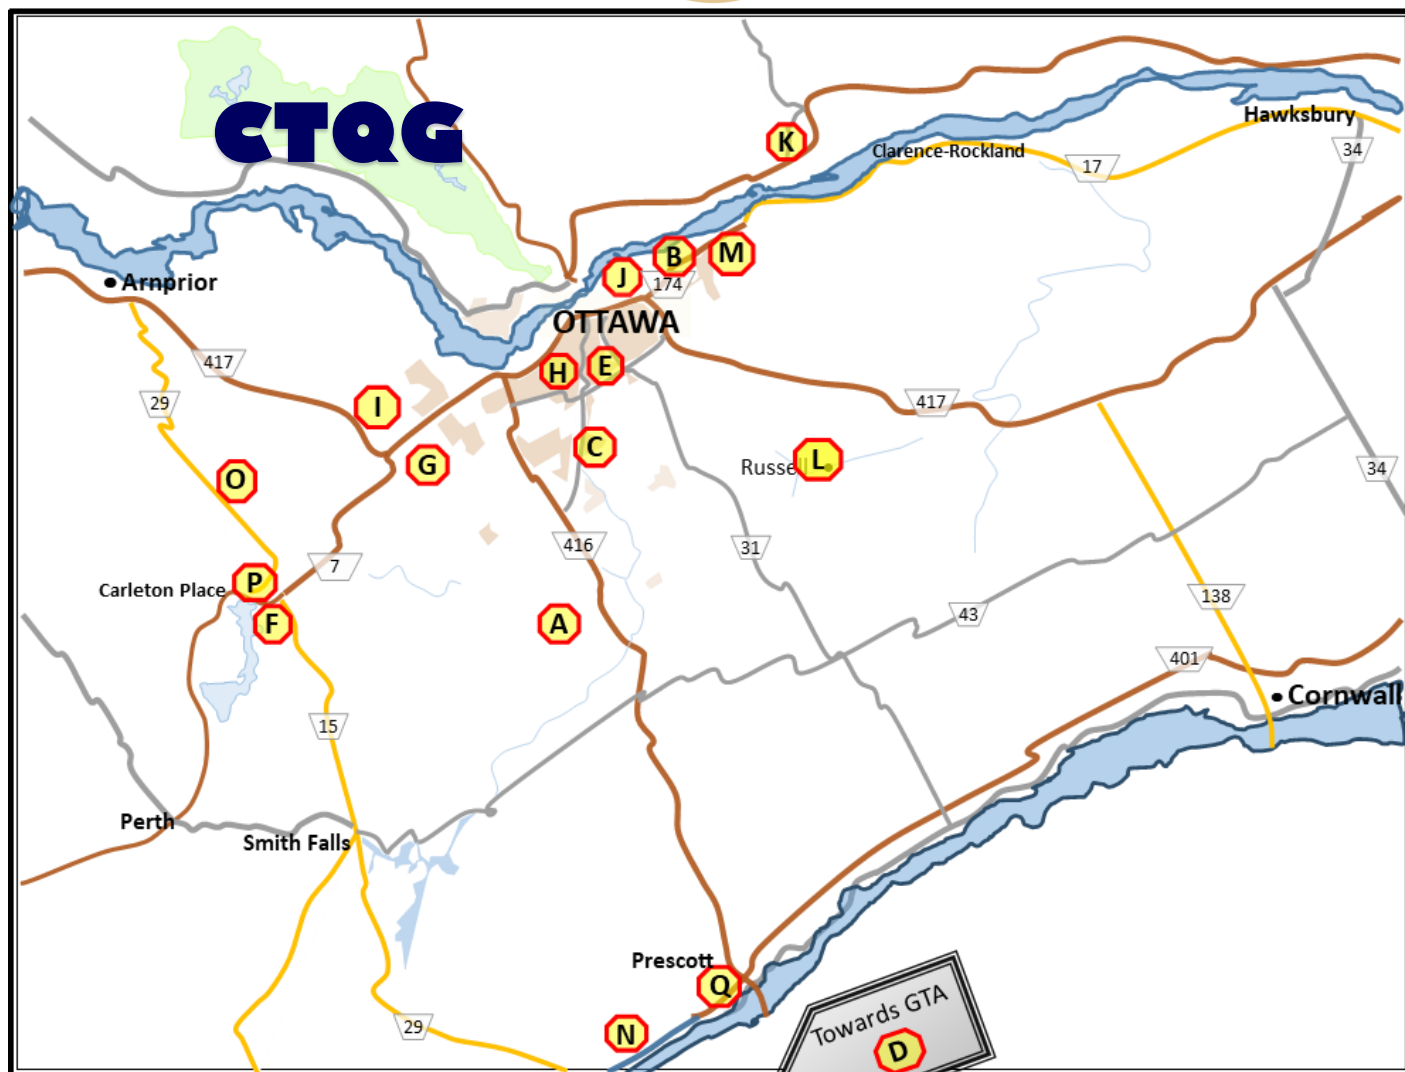 CTQG
K
Hawksbury
Clarence-Rockland
34
17
B
M
J
174
Arnprior
OTTAWA
417
H
E
29
I
417
C
G
Russell
L
34
O
416
31
7
P
Carleton Place
138
F
A
43
401
Cornwall
15
Perth
Smith Falls
Prescott
Q
Towards GTA
29
N
D